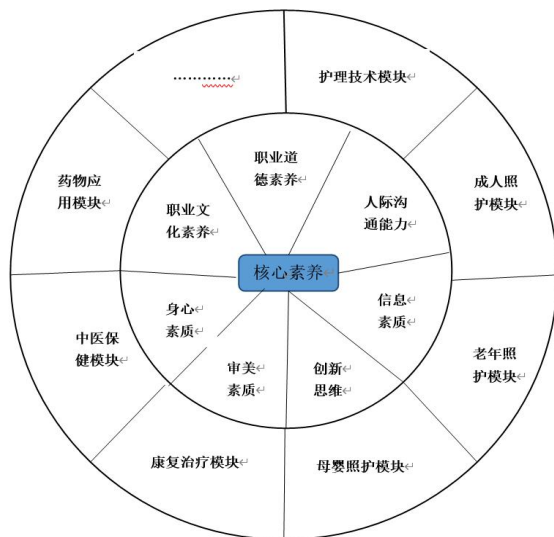 …………
护理技术模块
药物应
用模块
职业道
德素养
成人照
护模块
职业文
化素养
人际沟
通能力
核心素养
身心
素质
信息
素质
中医保
健模块
审美
素质
创新
思维
老年照
护模块
康复治疗模块
母婴照护模块